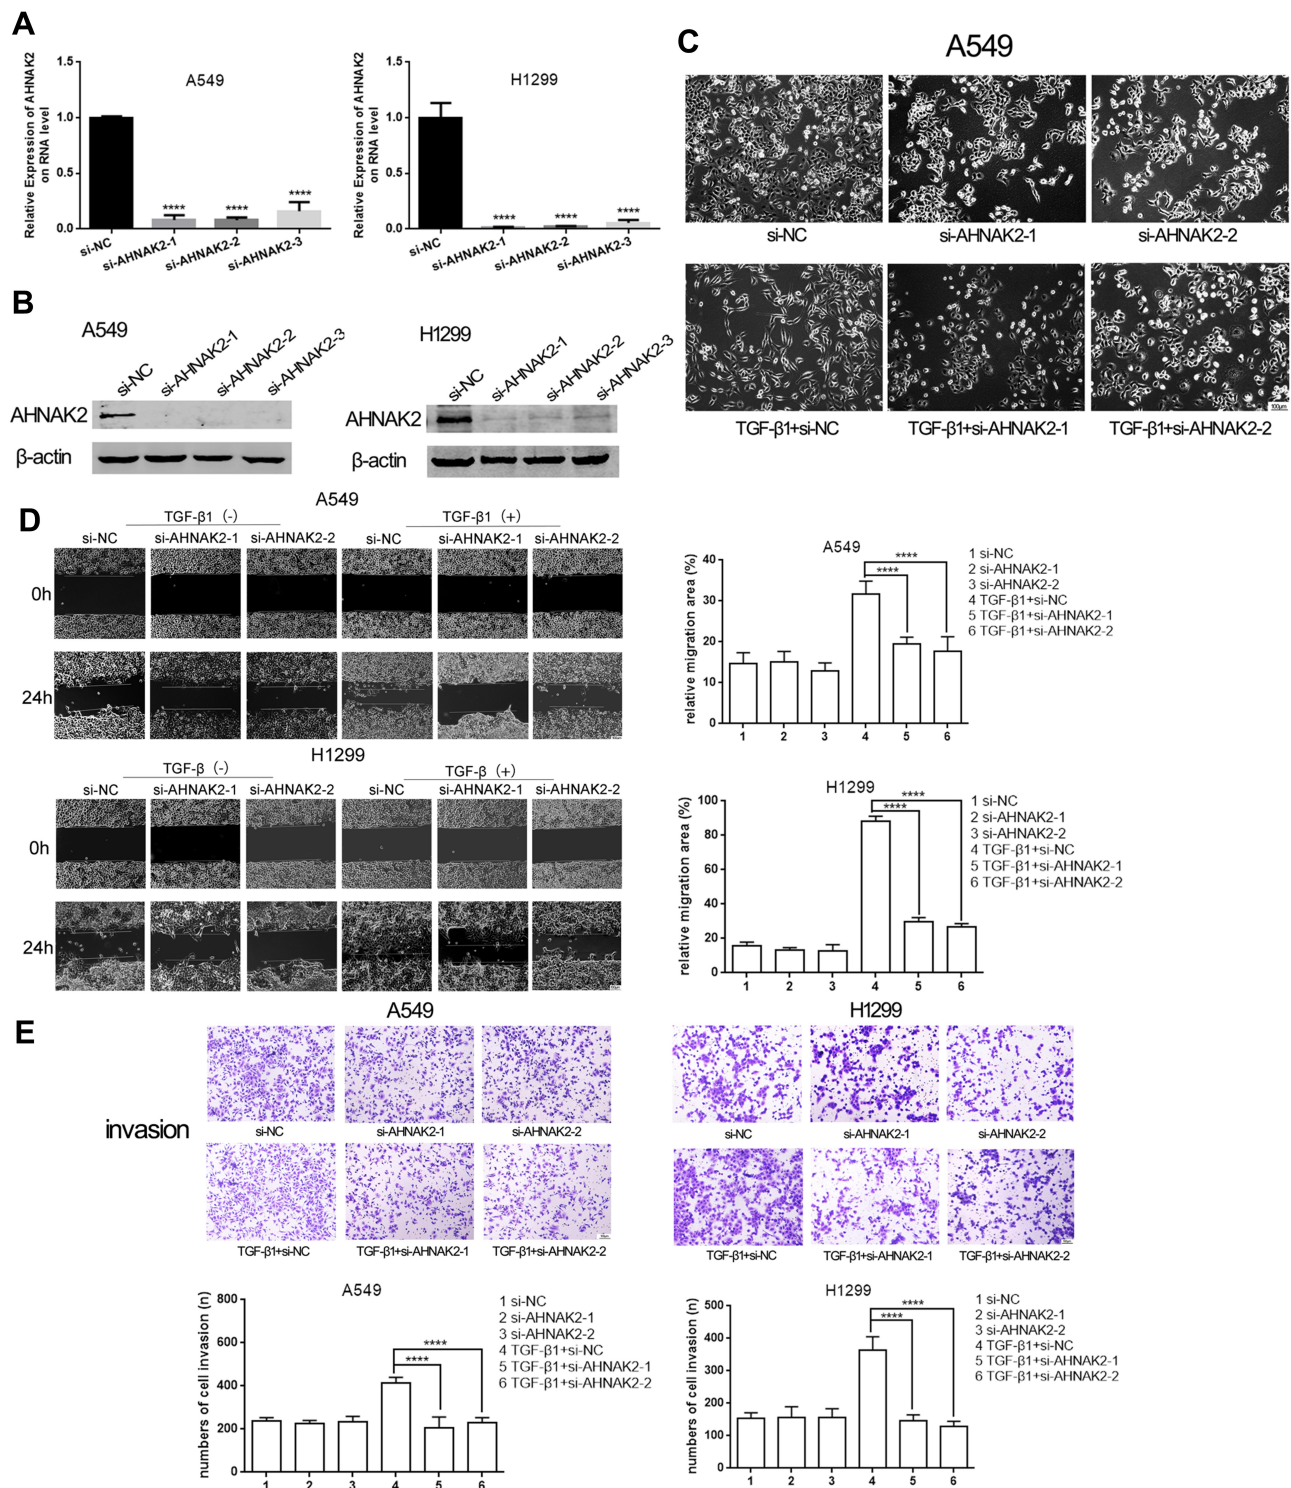 A
Relative Expression of AHNAK2
on RNA level
1.5
1.0
0.5
0.0
A549
****
****
****
si-NC
si-AHNAK2-1
si-AHNAK2-2
si-AHNAK2-3
Relative Expression of AHNAK2
on RNA level
1.5
1.0
0.5
0.0
H1299
****
****
****
si-NC
si-AHNAK2-1
si-AHNAK2-2
si-AHNAK2-3
B
A549
si-NC
si-AHNAK2-1
si-AHNAK2-2
si-AHNAK2-3
AHNAK2
β-actin
H1299
si-NC
si-AHNAK2-1
si-AHNAK2-2
si-AHNAK2-3
AHNAK2
β-actin
C
A549
si-NC
si-AHNAK2-1
si-AHNAK2-2
100μm
TGF-β1+si-NC
TGF-β1+si-AHNAK2-1
TGF-β1+si-AHNAK2-2
D
A549
TGF-β1 (-)
TGF-β1 (+)
si-NC
si-AHNAK2-1
si-AHNAK2-2
si-NC
si-AHNAK2-1
si-AHNAK2-2
0h
24h
H1299
TGF-β (-)
TGF-β (+)
si-NC
si-AHNAK2-1
si-AHNAK2-2
si-NC
si-AHNAK2-1
si-AHNAK2-2
0h
24h
A549
relative migration area (%)
40
30
20
10
0
****
****
1 2 3 4 5 6
1 si-NC
2 si-AHNAK2-1
3 si-AHNAK2-2
4 TGF-β1+si-NC
5 TGF-β1+si-AHNAK2-1
6 TGF-β1+si-AHNAK2-2
H1299
relative migration area (%)
100
80
60
40
20
0
****
****
1 2 3 4 5 6
1 si-NC
2 si-AHNAK2-1
3 si-AHNAK2-2
4 TGF-β1+si-NC
5 TGF-β1+si-AHNAK2-1
6 TGF-β1+si-AHNAK2-2
E
invasion
A549
si-NC
si-AHNAK2-1
si-AHNAK2-2
TGF-β1+si-NC
TGF-β1+si-AHNAK2-1
TGF-β1+si-AHNAK2-2
H1299
si-NC
si-AHNAK2-1
si-AHNAK2-2
TGF-β1+si-NC
TGF-β1+si-AHNAK2-1
TGF-β1+si-AHNAK2-2
A549
numbers of cell invasion (n)
800
600
400
200
0
****
****
1 2 3 4 5 6
1 si-NC
2 si-AHNAK2-1
3 si-AHNAK2-2
4 TGF-β1+si-NC
5 TGF-β1+si-AHNAK2-1
6 TGF-β1+si-AHNAK2-2
H1299
numbers of cell invasion (n)
500
400
300
200
100
0
****
****
1 2 3 4 5 6
1 si-NC
2 si-AHNAK2-1
3 si-AHNAK2-2
4 TGF-β1+si-NC
5 TGF-β1+si-AHNAK2-1
6 TGF-β1+si-AHNAK2-2